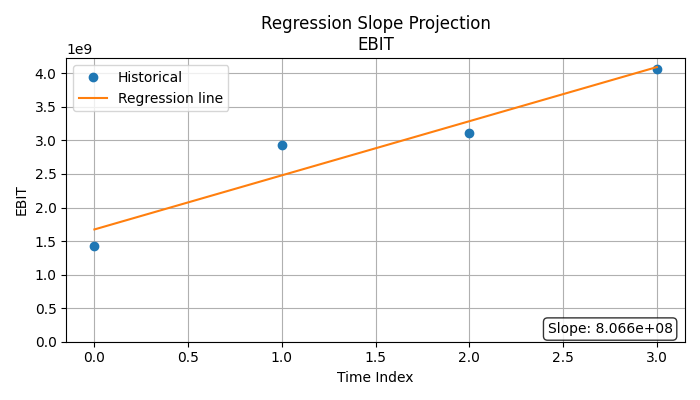 Regression Slope Projection
EBIT
1e9
Historical
Regression line
4.0
3.5
3.0
2.5
2.0
1.5
1.0
0.5
0.0
EBIT
Slope: 8.066e+08
0.0 0.5 1.0 1.5 2.0 2.5 3.0
Time Index